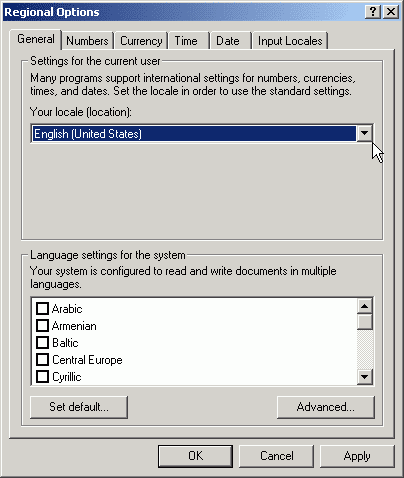 Regional Options
General Numbers Currency Time Date Input Locales
Settings for the current user
Many programs support international settings for numbers, currencies,
times, and dates. Set the locale in order to use the standard settings.
Your locale (location):
English (United States)
Language settings for the system
Your system is configured to read and write documents in multiple
languages.
Arabic
Armenian
Baltic
Central Europe
Cyrillic
Set default... Advanced...
OK Cancel Apply